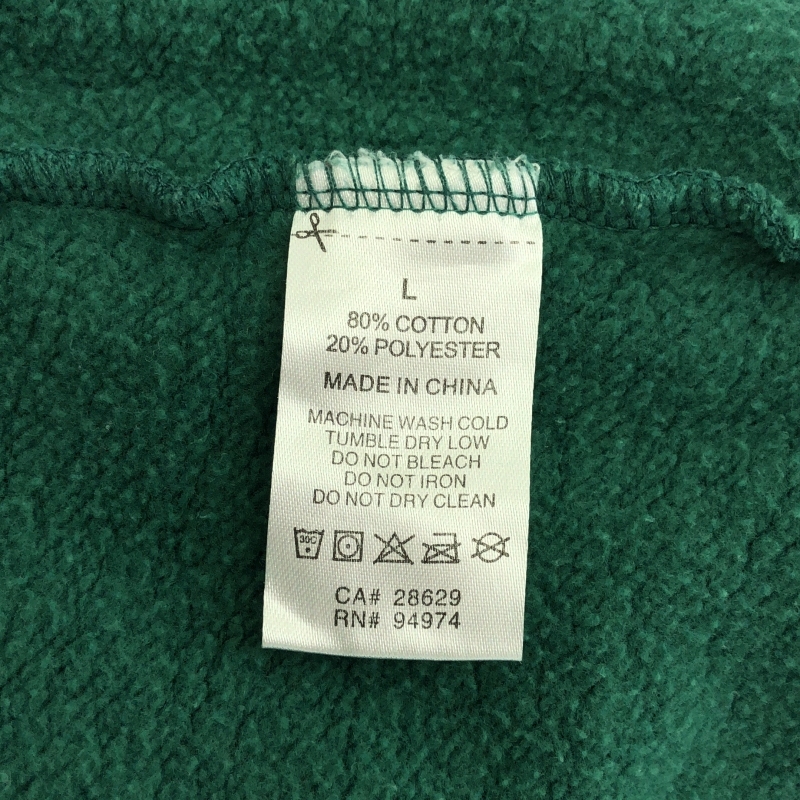 L
80% COTTON
20% POLYESTER
MADE IN CHINA
MACHINE WASH COLD
TUMBLE DRY LOW
DO NOT BLEACH
DO NOT IRON
DO NOT DRY CLEAN
30C
CA# 28629
RN# 94974